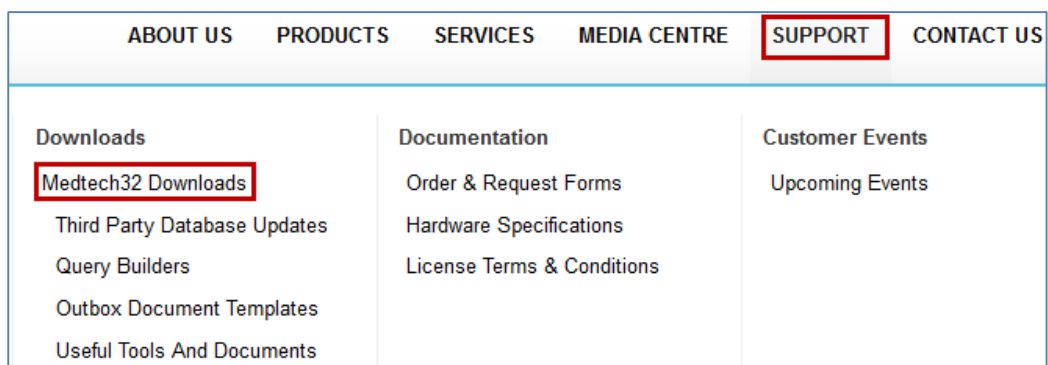 ABOUT US PRODUCTS SERVICES MEDIA CENTRE SUPPORT CONTACT US
Downloads
Medtech32 Downloads
Third Party Database Updates
Query Builders
Outbox Document Templates
Useful Tools And Documents
Documentation
Order & Request Forms
Hardware Specifications
License Terms & Conditions
Customer Events
Upcoming Events